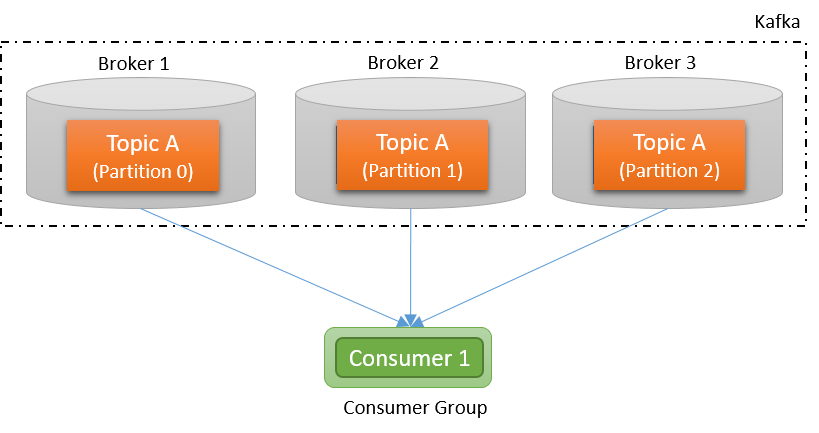 Kafka
Broker 1
Broker 2
Broker 3
Topic A
(Partition 0)
Topic A
(Partition 1)
Topic A
(Partition 2)
Consumer 1
Consumer Group